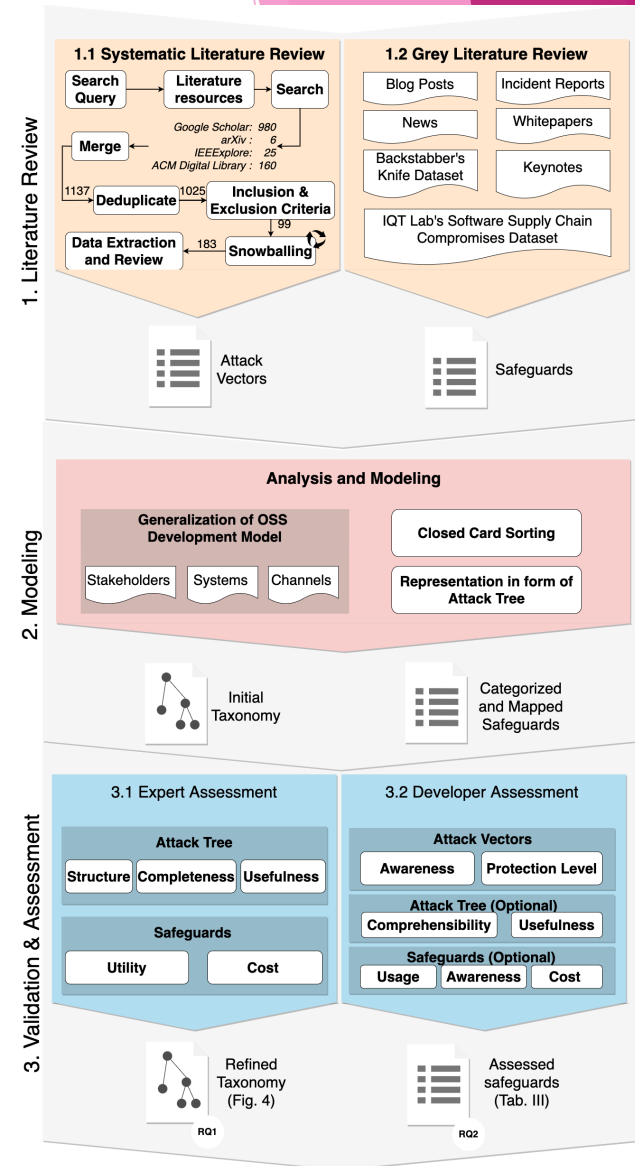 1. Literature Review
1.1 Systematic Literature Review
Search
Query
Literature
resources
Search
Google Scholar: 980
arXiv : 6
IEEExplore: 25
ACM Digital Library : 160
Merge
1137
Deduplicate
1025
Inclusion &
Exclusion Criteria
99
Snowballing
183
Data Extraction
and Review
1.2 Grey Literature Review
Blog Posts
Incident Reports
News
Whitepapers
Backstabber's
Knife Dataset
Keynotes
IQT Lab's Software Supply Chain
Compromises Dataset
Attack
Vectors
Safeguards
2. Modeling
Analysis and Modeling
Generalization of OSS
Development Model
Stakeholders
Systems
Channels
Closed Card Sorting
Representation in form of
Attack Tree
Initial
Taxonomy
Categorized
and Mapped
Safeguards
3. Validation & Assessment
3.1 Expert Assessment
Attack Tree
Structure
Completeness
Usefulness
Safeguards
Utility
Cost
3.2 Developer Assessment
Attack Vectors
Awareness
Protection Level
Attack Tree (Optional)
Comprehensibility
Usefulness
Safeguards (Optional)
Usage
Awareness
Cost
Refined
Taxonomy
(Fig. 4)
RQ1
Assessed
safeguards
(Tab. III)
RQ2